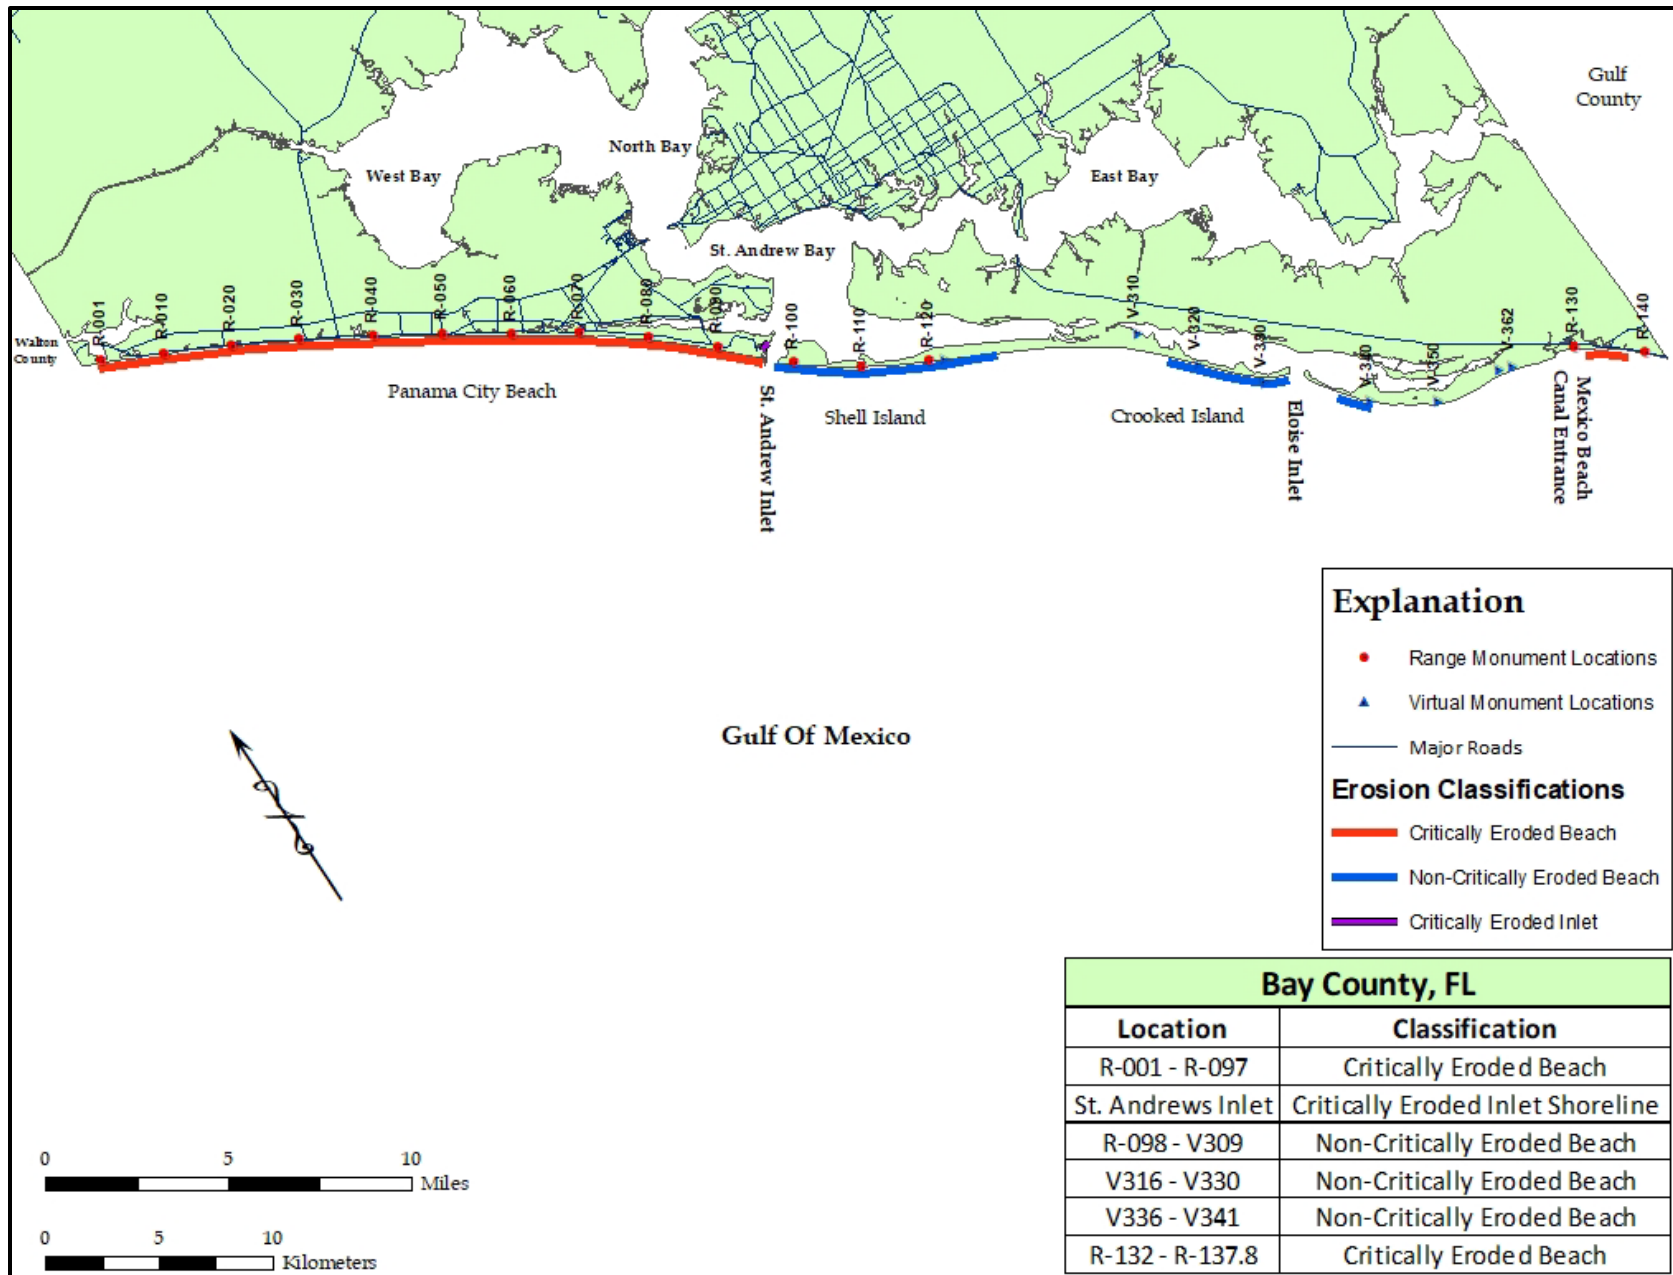 Gulf
County
North Bay
West Bay
East Bay
St. Andrew Bay
Walton
County
R-001
R-010
R-020
R-030
R-040
R-050
R-060
R-070
R-080
R-090
R-100
R-110
R-120
V-310
V-320
V-330
V-340
V-350
V-362
R-130
R-140
Panama City Beach
St. Andrew Inlet
Shell Island
Crooked Island
Eloise Inlet
Mexico Beach
Canal Entrance
Gulf Of Mexico
Explanation
Range Monument Locations
Virtual Monument Locations
Major Roads
Erosion Classifications
Critically Eroded Beach
Non-Critically Eroded Beach
Critically Eroded Inlet
Bay County, FL
Location Classification
R-001 - R-097 Critically Eroded Beach
St. Andrews Inlet Critically Eroded Inlet Shoreline
R-098 - V309 Non-Critically Eroded Beach
V316 - V330 Non-Critically Eroded Beach
V336 - V341 Non-Critically Eroded Beach
R-132 - R-137.8 Critically Eroded Beach
0 5 10
Miles
0 5 10
Kilometers